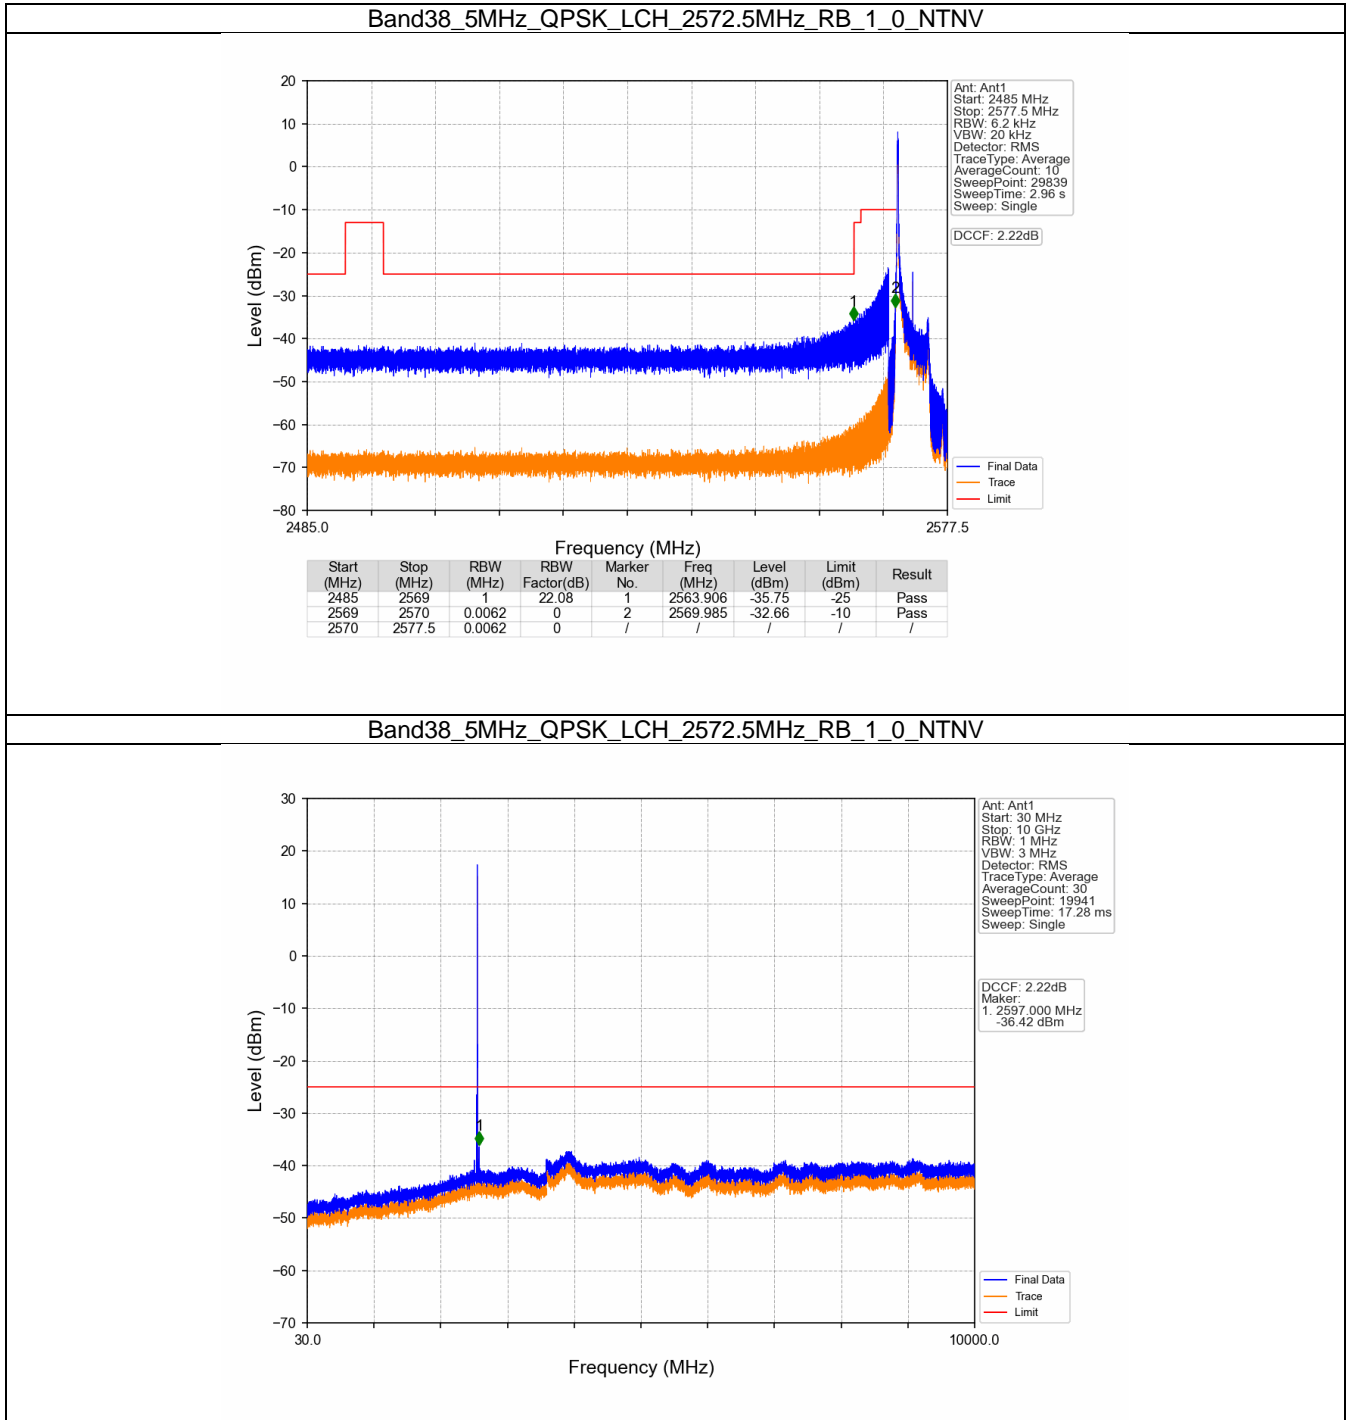 Band38_5MHz_QPSK_LCH_2572.5MHz_RB_1_0_NTNV
20
10
0
−10
−20
−30
−40
−50
−60
−70
−80
Level (dBm)
1
2
2485.0
2577.5
Frequency (MHz)
Ant: Ant1
Start: 2485 MHz
Stop: 2577.5 MHz
RBW: 6.2 kHz
VBW: 20 kHz
Detector: RMS
TraceType: Average
AverageCount: 10
SweepPoint: 29839
SweepTime: 2.96 s
Sweep: Single
DCCF: 2.22dB
Final Data
Trace
Limit
Start (MHz) Stop (MHz) RBW (MHz) RBW Factor(dB) Marker No. Freq (MHz) Level (dBm) Limit (dBm) Result
2485 2569 1 22.08 1 2563.906 -35.75 -25 Pass
2569 2570 0.0062 0 2 2569.985 -32.66 -10 Pass
2570 2577.5 0.0062 0 / / / / /
Band38_5MHz_QPSK_LCH_2572.5MHz_RB_1_0_NTNV
30
20
10
0
−10
−20
−30
−40
−50
−60
−70
Level (dBm)
1
30.0
10000.0
Frequency (MHz)
Ant: Ant1
Start: 30 MHz
Stop: 10 GHz
RBW: 1 MHz
VBW: 3 MHz
Detector: RMS
TraceType: Average
AverageCount: 30
SweepPoint: 19941
SweepTime: 17.28 ms
Sweep: Single
DCCF: 2.22dB
Maker:
1. 2597.000 MHz
-36.42 dBm
Final Data
Trace
Limit